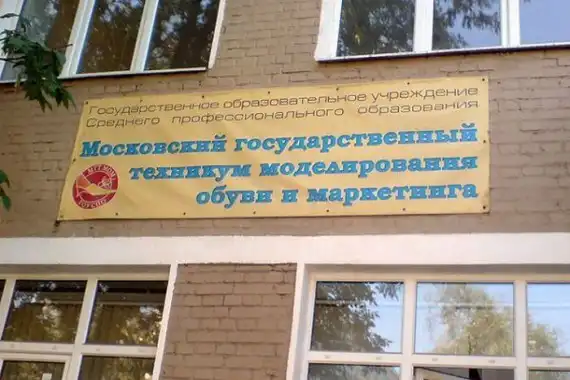 Государственное образовательное учреждение
Среднего профессионального образования
Московский государственный
техникум моделирования
обуви и маркетинга